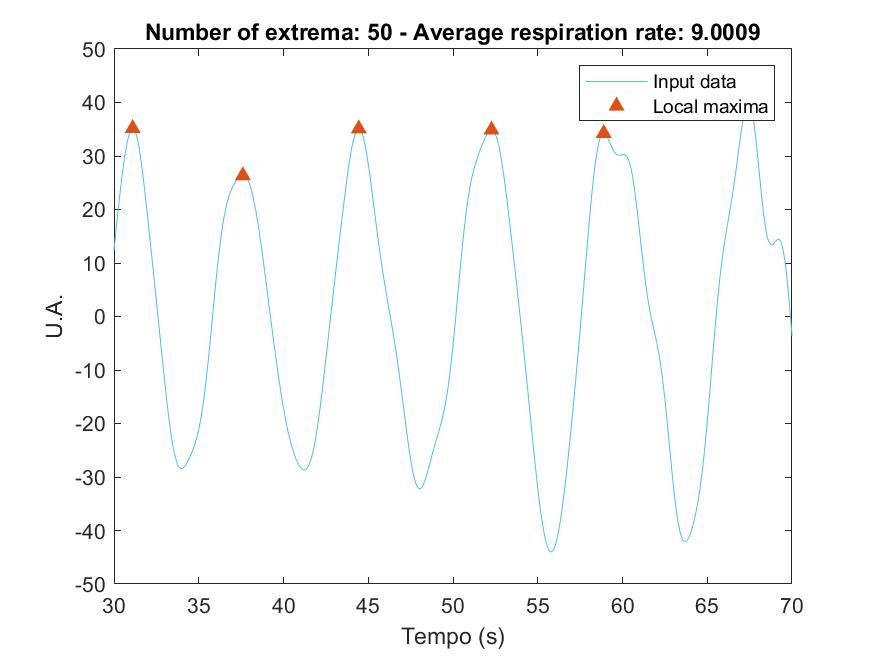 Number of extrema: 50 - Average respiration rate: 9.0009
50
40
30
20
10
0
-10
-20
-30
-40
-50
U.A.
Input data
Local maxima
30 35 40 45 50 55 60 65 70
Tempo (s)